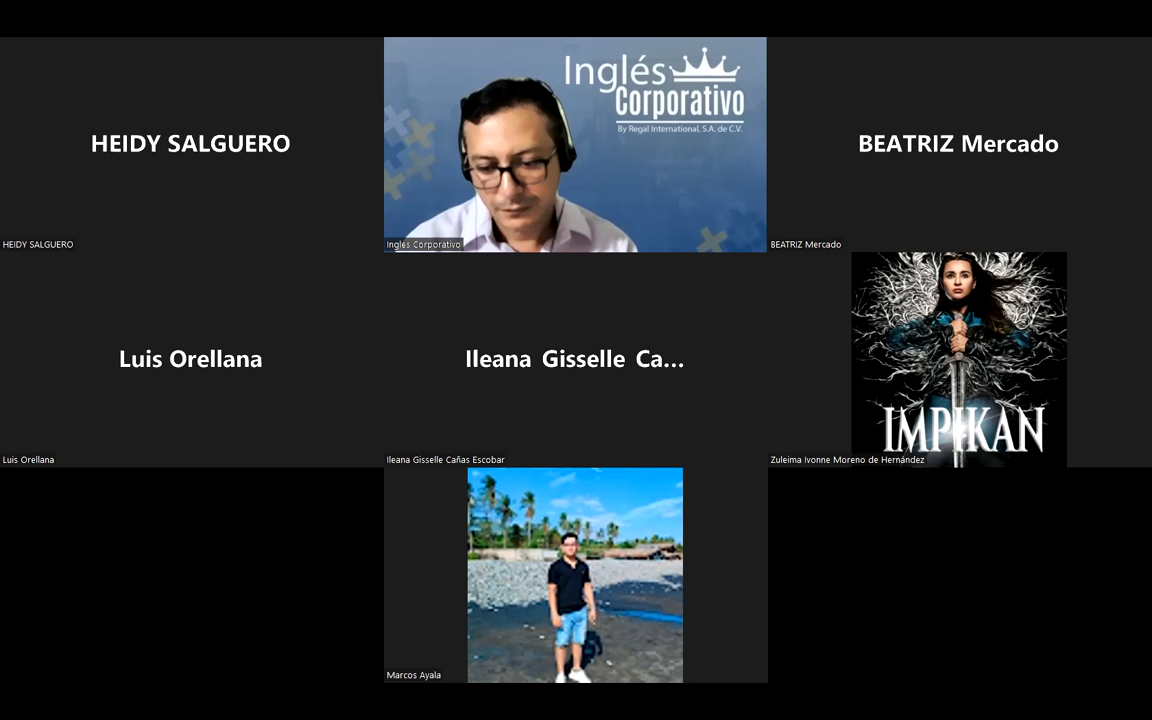 HEIDY SALGUERO
HEIDY SALGUERO
Inglés
Corporativo
By Regal International, S.A. de C.V.
Ingles Corporativo
BEATRIZ Mercado
BEATRIZ Mercado
Luis Orellana
Luis Orellana
Ileana Gisselle Ca...
Ileana Gisselle Cañas Escobar
IMPIKAN
Zuleima Ivonne Moreno de Hernández
Marcos Ayala